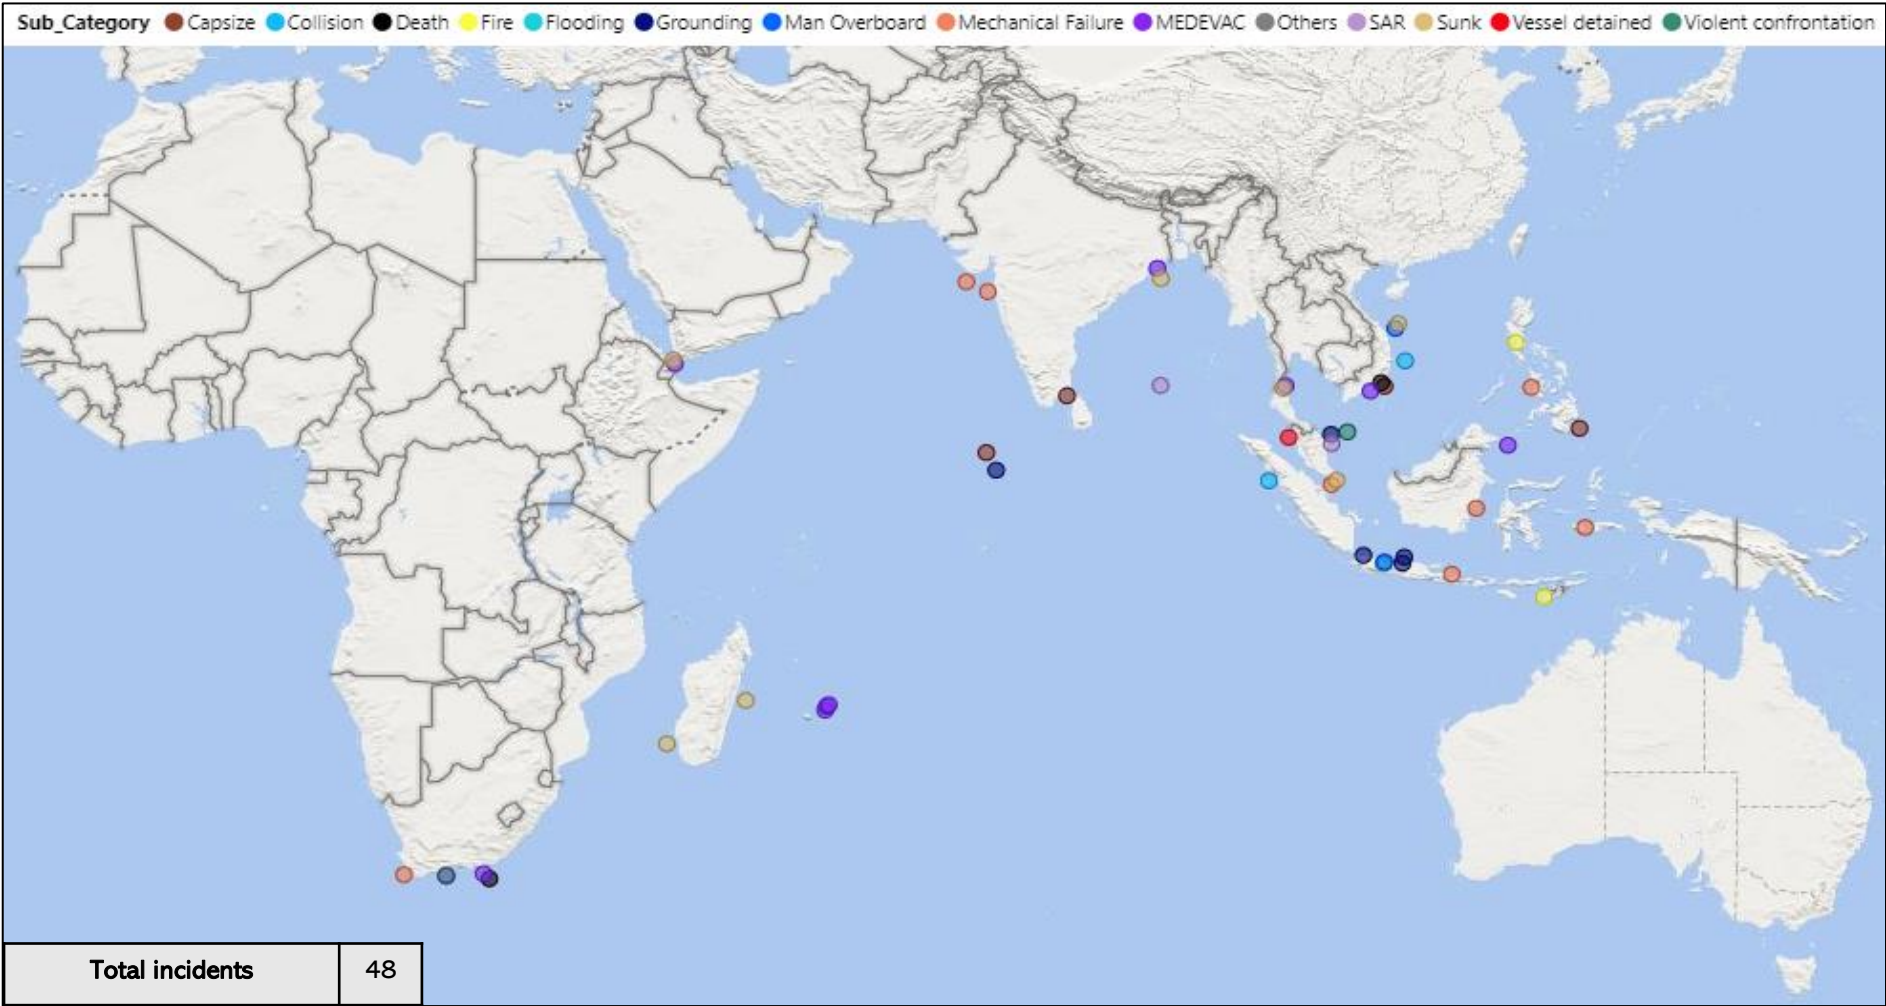 Sub_Category Capsize Collision Death Fire Flooding Grounding Man Overboard Mechanical Failure MEDEVAC Others SAR Sunk Vessel detained Violent confrontation
Total incidents 48